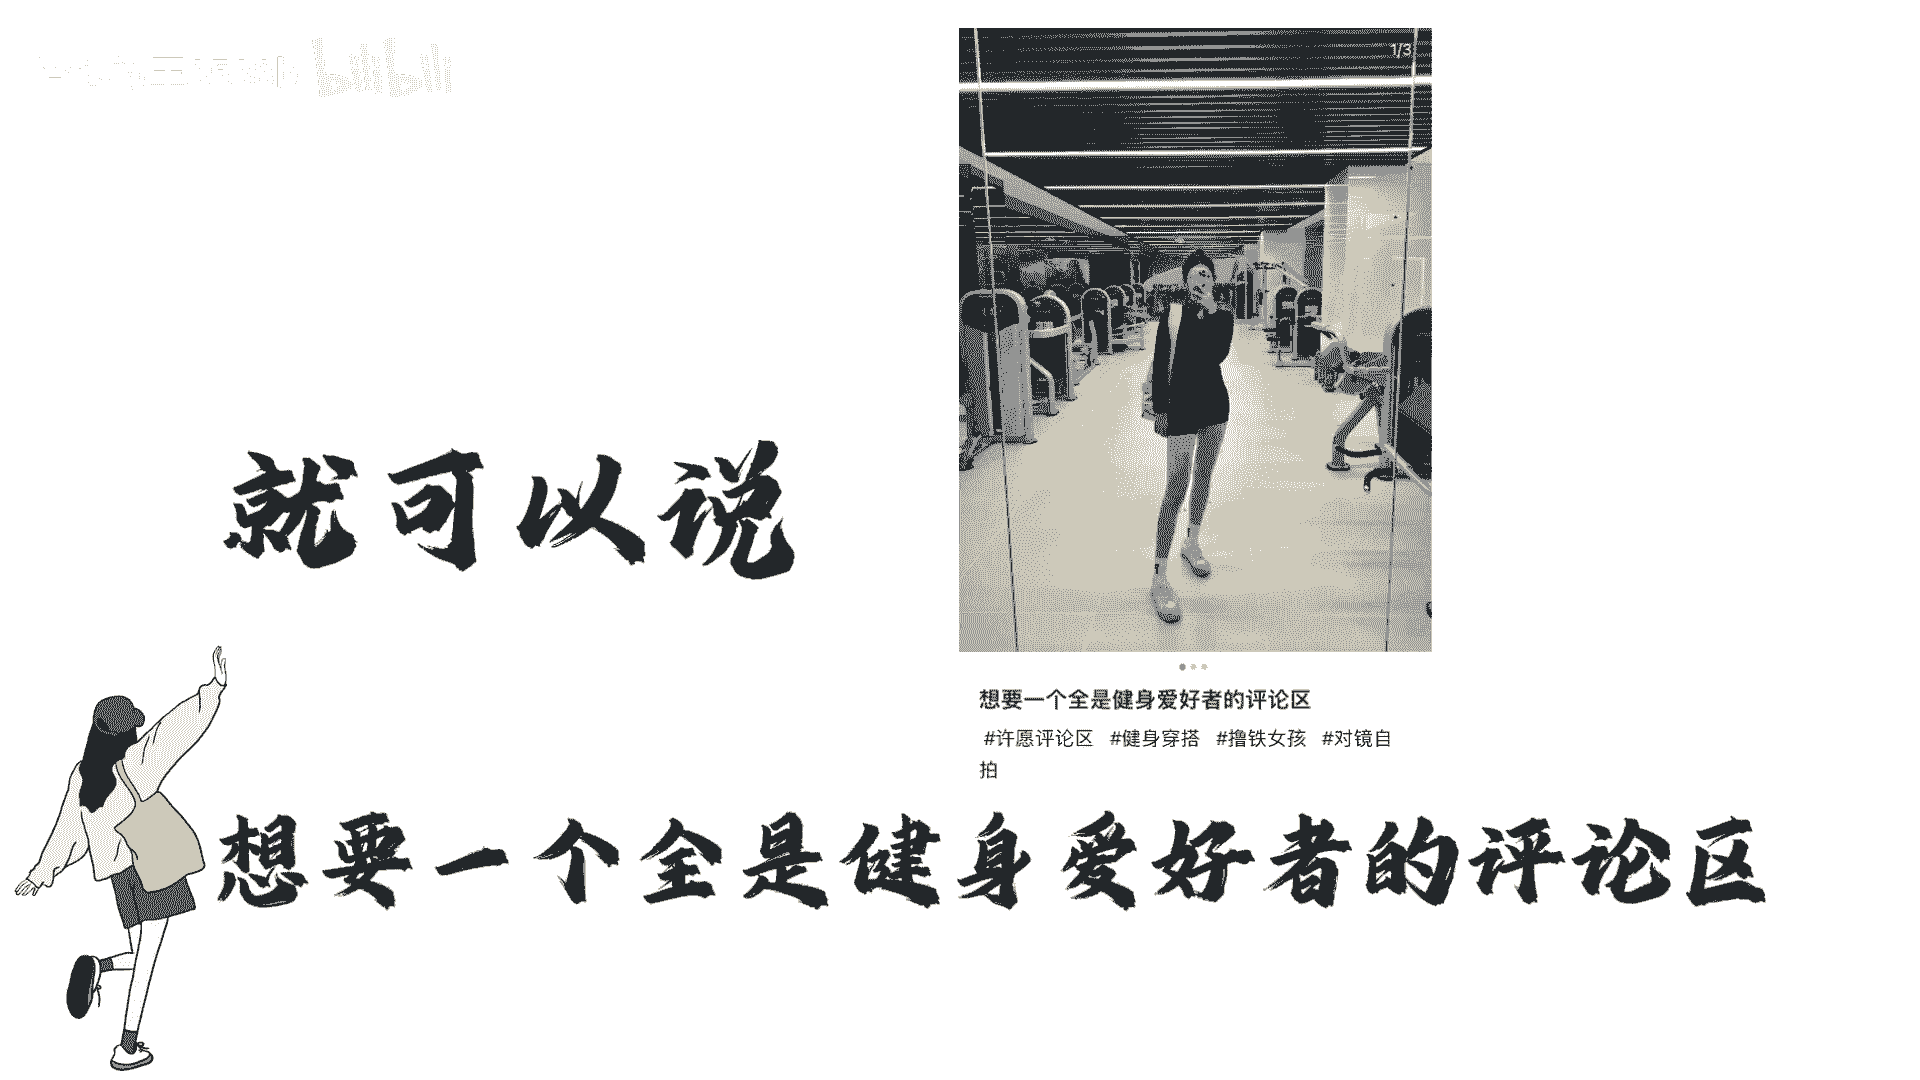 bilibili
1/3
就可以说
想要一个全是健身爱好者的评论区
#许愿评论区 #健身穿搭 #撸铁女孩 #对镜自
拍
想要一个全是健身爱好者的评论区